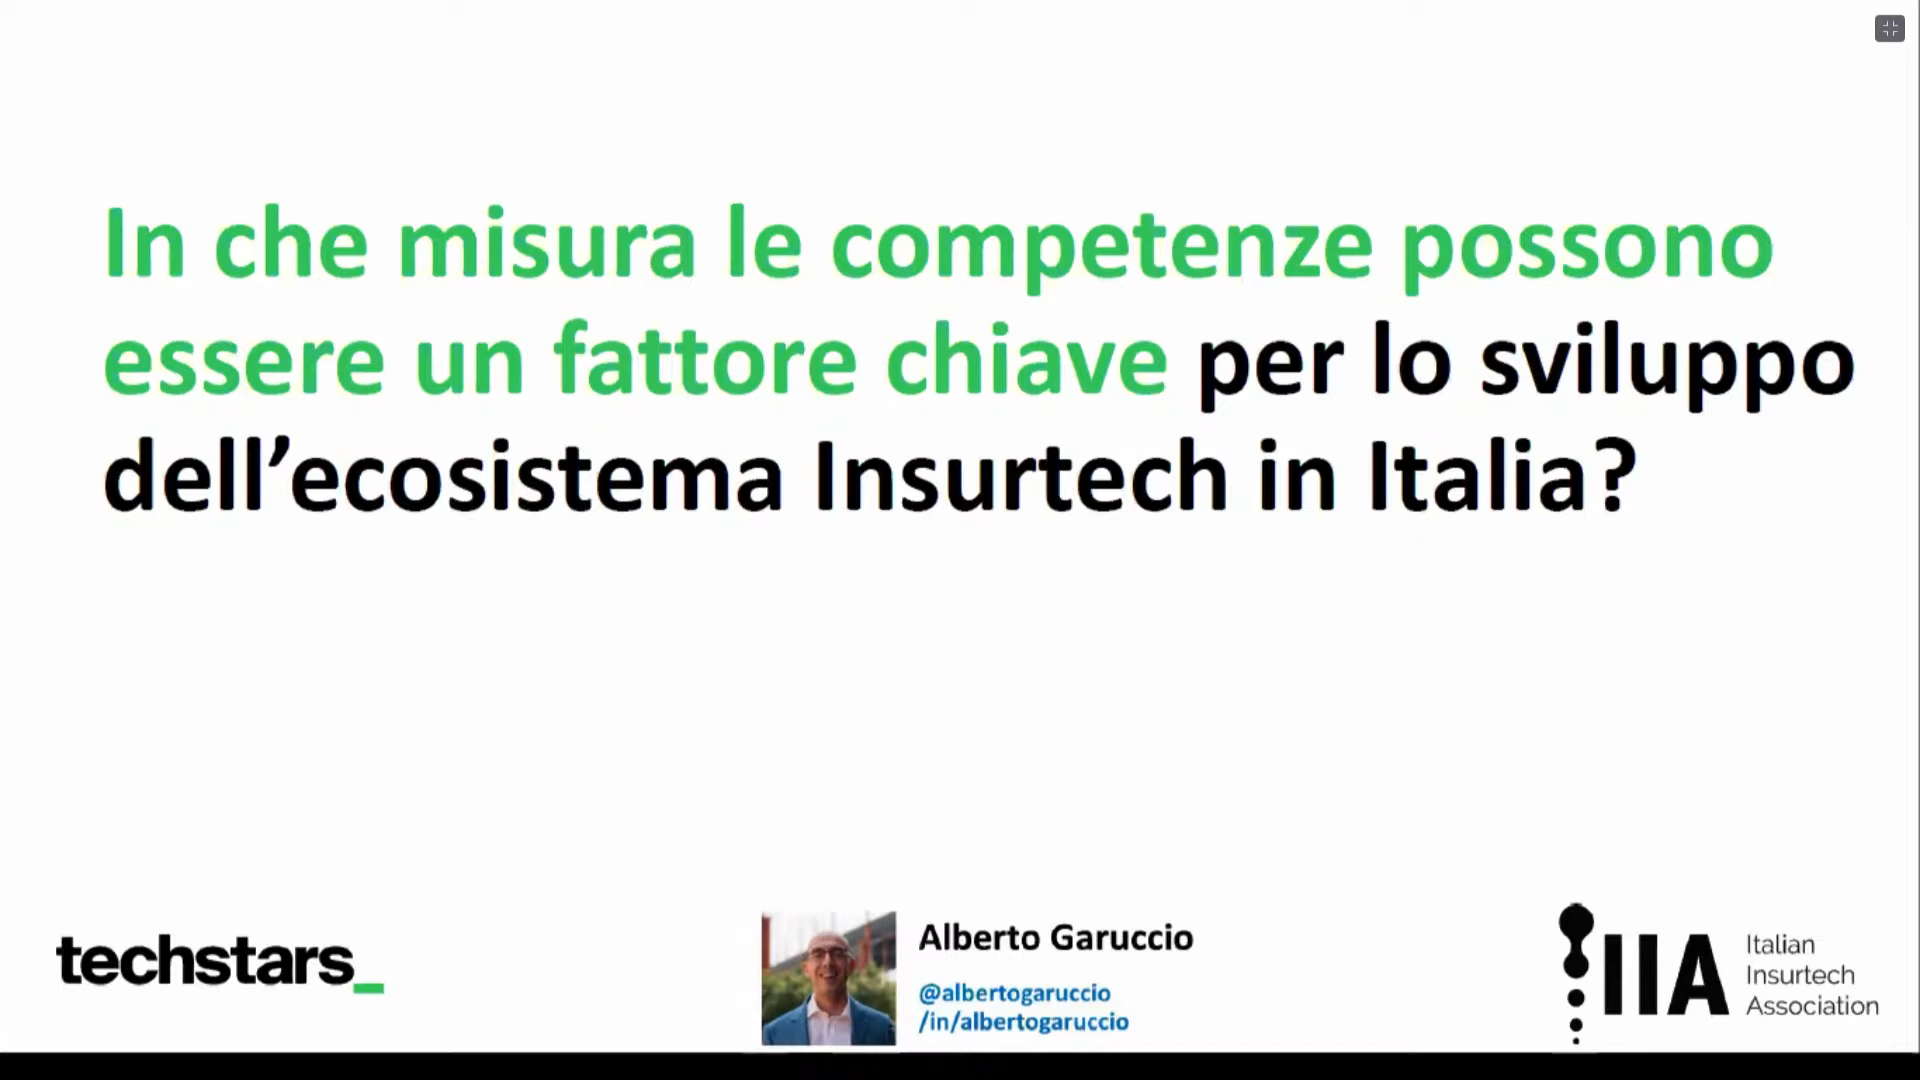 In che misura le competenze possono
essere un fattore chiave per lo sviluppo
dell’ecosistema Insurtech in Italia?
techstars_
Alberto Garuccio
@albertogaruccio
/in/albertogaruccio
IIA
Italian
Insurtech
Association